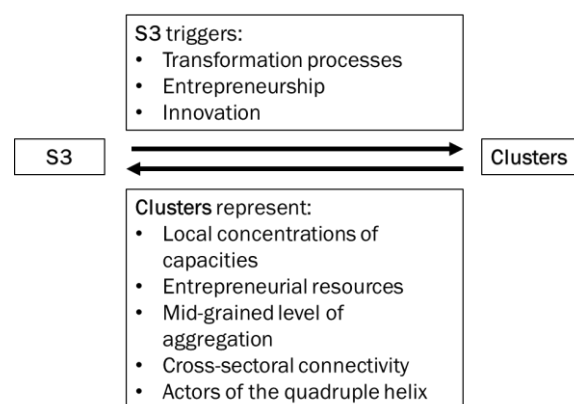 S3 triggers:
• Transformation processes
• Entrepreneurship
• Innovation
S3
Clusters
Clusters represent:
• Local concentrations of
capacities
• Entrepreneurial resources
• Mid-grained level of
aggregation
• Cross-sectoral connectivity
• Actors of the quadruple helix